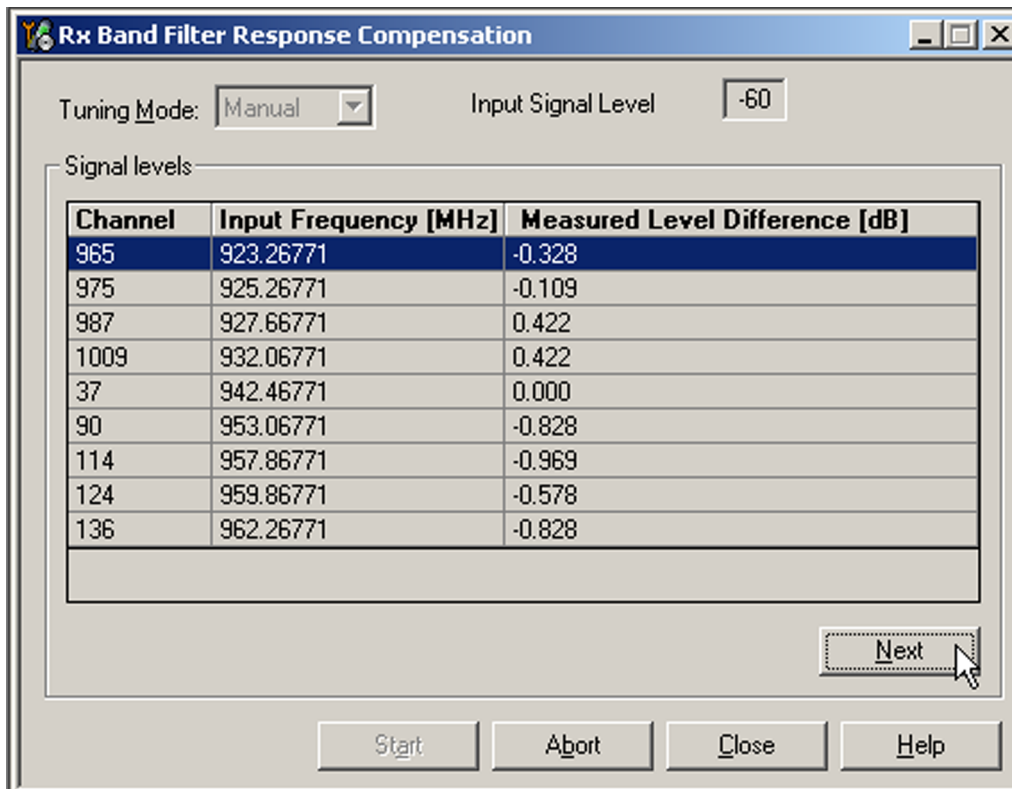 Rx Band Filter Response Compensation
Tuning Mode: Manual Input Signal Level -60
Signal levels
Channel Input Frequency [MHz] Measured Level Difference [dB]
965 923.26771 -0.328
975 925.26771 -0.109
987 927.66771 0.422
1009 932.06771 0.422
37 942.46771 0.000
90 953.06771 -0.828
114 957.86771 -0.969
124 959.86771 -0.578
136 962.26771 -0.828
Next
Start Abort Close Help